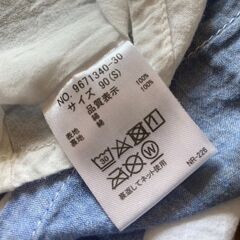 NO. 9671340-30
サイズ 90(S)
品質表示
表地 綿 100%
裏地 綿 100%
30
W
裏返してネット使用
NR-226